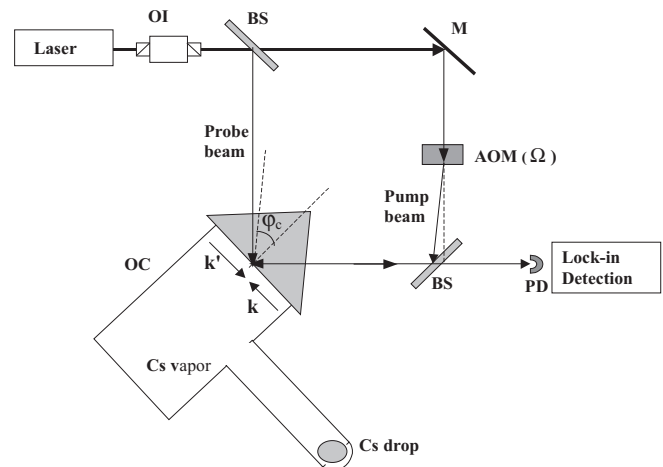 OI
BS
M
Laser
Probe
beam
AOM (Ω)
Pump
beam
φc
OC
k'
k
BS
PD
Lock-in
Detection
Cs vapor
Cs drop